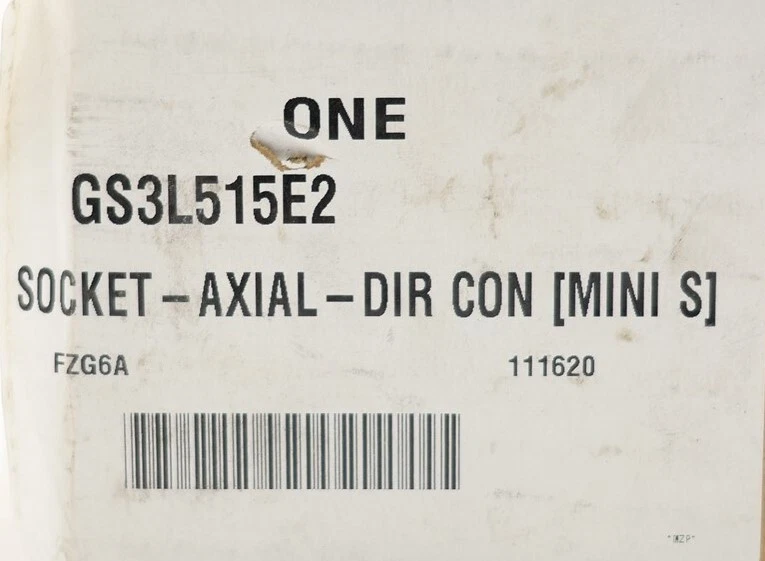 ONE
GS3L515E2
SOCKET – AXIAL – DIR CON [MINI S]
FZG6A 111620